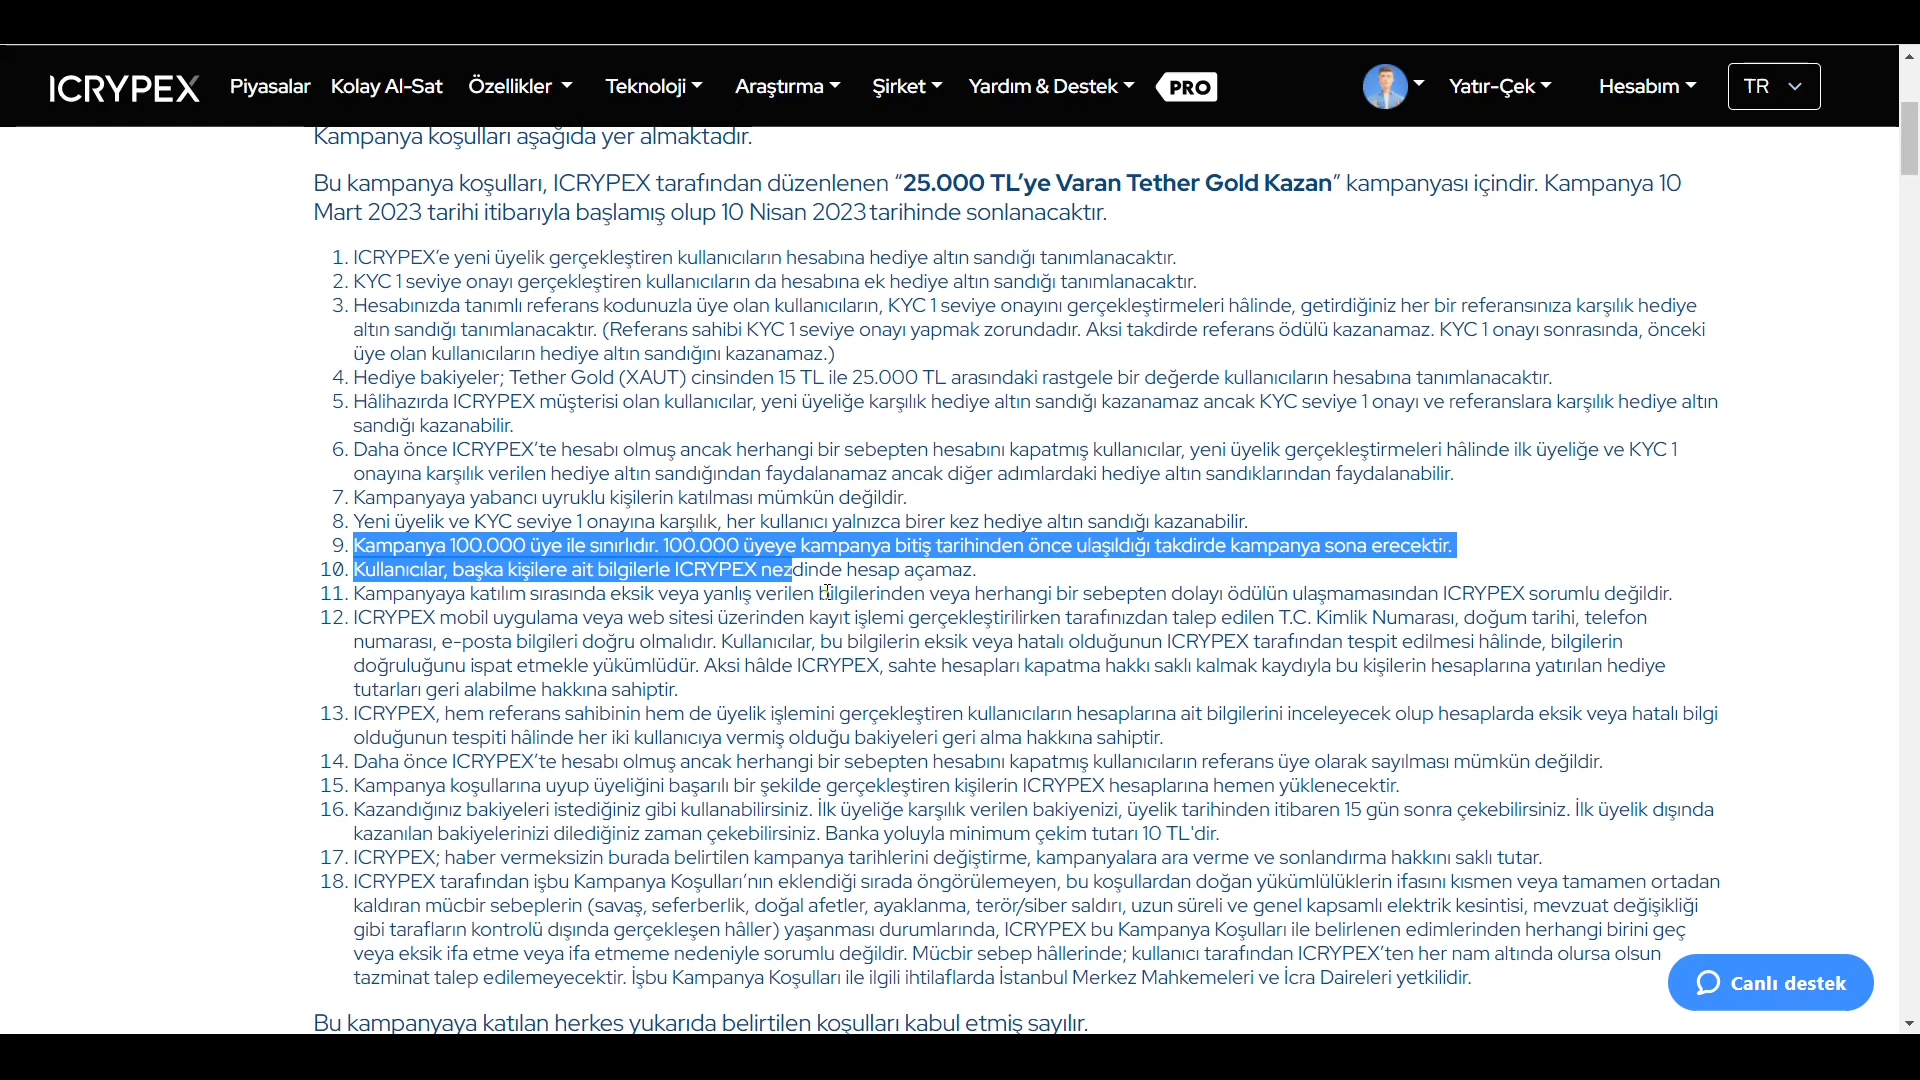 ICRYPEX Piyasalar Kolay Al-Sat Özellikler Teknoloji Araştırma Şirket Yardım & Destek PRO Yatır-Çek Hesabım TR
Kampanya koşulları aşağıda yer almaktadır.
Bu kampanya koşulları, ICRYPEX tarafından düzenlenen “25.000 TL’ye Varan Tether Gold Kazan” kampanyası içindir. Kampanya 10
Mart 2023 tarihi itibarıyla başlamış olup 10 Nisan 2023 tarihinde sonlanacaktır.
1. ICRYPEX’e yeni üyelik gerçekleştiren kullanıcıların hesabına hediye altın sandığı tanımlanacaktır.
2. KYC 1 seviye onayı gerçekleştiren kullanıcıların da hesabına ek hediye altın sandığı tanımlanacaktır.
3. Hesabınızda tanımlı referans kodunuzla üye olan kullanıcıların, KYC 1 seviye onayını gerçekleştirmeleri hâlinde, getirdiğiniz her bir referansınıza karşılık hediye
altın sandığı tanımlanacaktır. (Referans sahibi KYC 1 seviye onayı yapmak zorundadır. Aksi takdirde referans ödülü kazanamaz. KYC 1 onayı sonrasında, önceki
üye olan kullanıcıların hediye altın sandığını kazanamaz.)
4. Hediye bakiyeler; Tether Gold (XAUT) cinsinden 15 TL ile 25.000 TL arasındaki rastgele bir değerde kullanıcıların hesabına tanımlanacaktır.
5. Hâlihazırda ICRYPEX müşterisi olan kullanıcılar, yeni üyeliğe karşılık hediye altın sandığı kazanamaz ancak KYC seviye 1 onayı ve referanslara karşılık hediye altın
sandığı kazanabilir.
6. Daha önce ICRYPEX’te hesabı olmuş ancak herhangi bir sebepten hesabını kapatmış kullanıcılar, yeni üyelik gerçekleştirmeleri hâlinde ilk üyeliğe ve KYC 1
onayına karşılık verilen hediye altın sandığından faydalanamaz ancak diğer adımlardaki hediye altın sandıklarından faydalanabilir.
7. Kampanyaya yabancı uyruklu kişilerin katılması mümkün değildir.
8. Yeni üyelik ve KYC seviye 1 onayına karşılık, her kullanıcı yalnızca birer kez hediye altın sandığı kazanabilir.
9. Kampanya 100.000 üye ile sınırlıdır. 100.000 üyeye kampanya bitiş tarihinden önce ulaşıldığı takdirde kampanya sona erecektir.
10. Kullanıcılar, başka kişilere ait bilgilerle ICRYPEX nezdinde hesap açamaz.
11. Kampanyaya katılım sırasında eksik veya yanlış verilen bilgilerinden veya herhangi bir sebepten dolayı ödülün ulaşmamasından ICRYPEX sorumlu değildir.
12. ICRYPEX mobil uygulama veya web sitesi üzerinden kayıt işlemi gerçekleştirilirken tarafınızdan talep edilen T.C. Kimlik Numarası, doğum tarihi, telefon
numarası, e-posta bilgileri doğru olmalıdır. Kullanıcılar, bu bilgilerin eksik veya hatalı olduğunun ICRYPEX tarafından tespit edilmesi hâlinde, bilgilerin
doğruluğunu ispat etmekle yükümlüdür. Aksi hâlde ICRYPEX, sahte hesapları kapatma hakkı saklı kalmak kaydıyla bu kişilerin hesaplarına yatırılan hediye
tutarları geri alabilme hakkına sahiptir.
13. ICRYPEX, hem referans sahibinin hem de üyelik işlemini gerçekleştiren kullanıcıların hesaplarına ait bilgilerini inceleyecek olup hesaplarda eksik veya hatalı bilgi
olduğunun tespiti hâlinde her iki kullanıcıya vermiş olduğu bakiyeleri geri alma hakkına sahiptir.
14. Daha önce ICRYPEX’te hesabı olmuş ancak herhangi bir sebepten hesabını kapatmış kullanıcıların referans üye olarak sayılması mümkün değildir.
15. Kampanya koşullarına uyup üyeliğini başarılı bir şekilde gerçekleştiren kişilerin ICRYPEX hesaplarına hemen yüklenecektir.
16. Kazandığınız bakiyeleri istediğiniz gibi kullanabilirsiniz. İlk üyeliğe karşılık verilen bakiyenizi, üyelik tarihinden itibaren 15 gün sonra çekebilirsiniz. İlk üyelik dışında
kazanılan bakiyelerinizi dilediğiniz zaman çekebilirsiniz. Banka yoluyla minimum çekim tutarı 10 TL'dir.
17. ICRYPEX; haber vermeksizin burada belirtilen kampanya tarihlerini değiştirme, kampanyalara ara verme ve sonlandırma hakkını saklı tutar.
18. ICRYPEX tarafından işbu Kampanya Koşulları’nın eklendiği sırada öngörülemeyen, bu koşullardan doğan yükümlülüklerin ifasını kısmen veya tamamen ortadan
kaldıran mücbir sebeplerin (savaş, seferberlik, doğal afetler, ayaklanma, terör/siber saldırı, uzun süreli ve genel kapsamlı elektrik kesintisi, mevzuat değişikliği
gibi tarafların kontrolü dışında gerçekleşen hâller) yaşanması durumlarında, ICRYPEX bu Kampanya Koşulları ile belirlenen edimlerinden herhangi birini geç
veya eksik ifa etme veya ifa etmeme nedeniyle sorumlu değildir. Mücbir sebep hâllerinde; kullanıcı tarafından ICRYPEX’ten her nam altında olursa olsun
tazminat talep edilemeyecektir. İşbu Kampanya Koşulları ile ilgili ihtilaflarda İstanbul Merkez Mahkemeleri ve İcra Daireleri yetkilidir.
Canlı destek
Bu kampanyaya katılan herkes yukarıda belirtilen koşulları kabul etmiş sayılır.